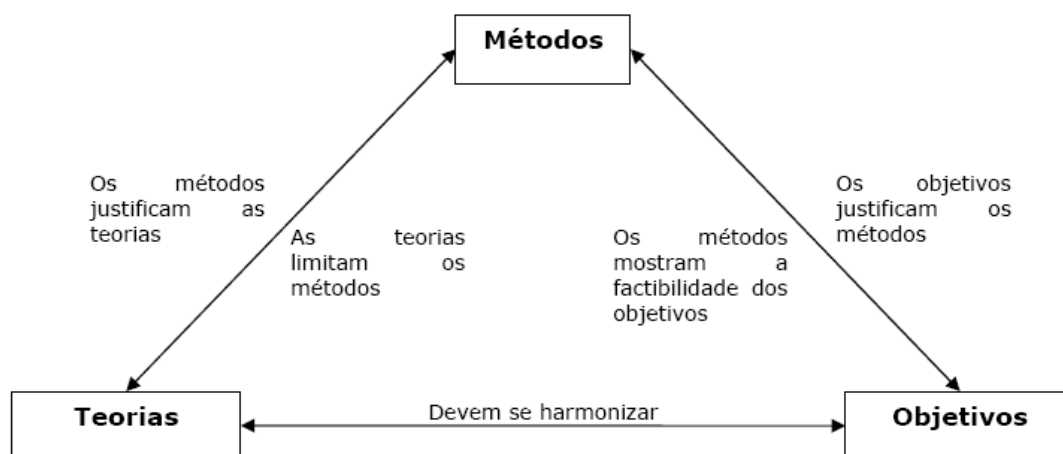 Métodos
Os métodos
justificam as
teorias
As teorias
limitam os
métodos
Os métodos
mostram a
factibilidade dos
objetivos
Os objetivos
justificam os
métodos
Teorias
Devem se harmonizar
Objetivos